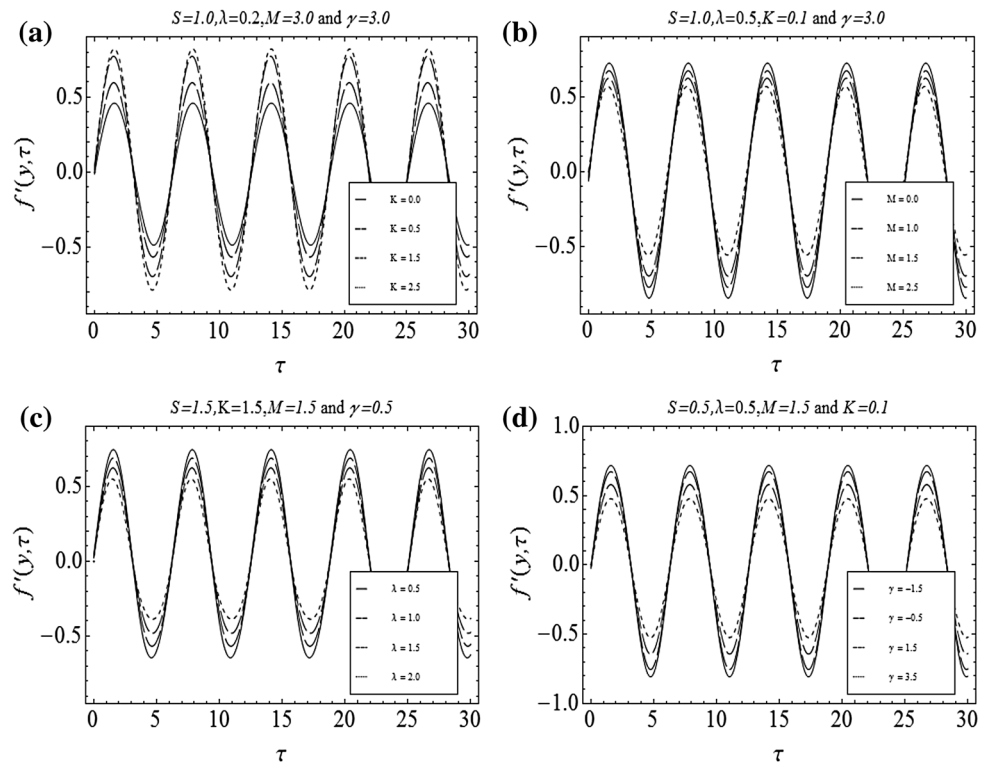 (a)
S=1.0,λ=0.2,M=3.0 and γ=3.0
f '(y,τ)
0.5
0.0
−0.5
K = 0.0
K = 0.5
K = 1.5
K = 2.5
0 5 10 15 20 25 30
τ
(b)
S=1.0,λ=0.5,K=0.1 and γ=3.0
f '(y,τ)
0.5
0.0
−0.5
M = 0.0
M = 1.0
M = 1.5
M = 2.5
0 5 10 15 20 25 30
τ
(c)
S=1.5,K=1.5,M=1.5 and γ=0.5
f '(y,τ)
0.5
0.0
−0.5
λ = 0.5
λ = 1.0
λ = 1.5
λ = 2.0
0 5 10 15 20 25 30
τ
(d)
S=0.5,λ=0.5,M=1.5 and K=0.1
f '(y,τ)
1.0
0.5
0.0
−0.5
−1.0
γ = −1.5
γ = −0.5
γ = 1.5
γ = 3.5
0 5 10 15 20 25 30
τ